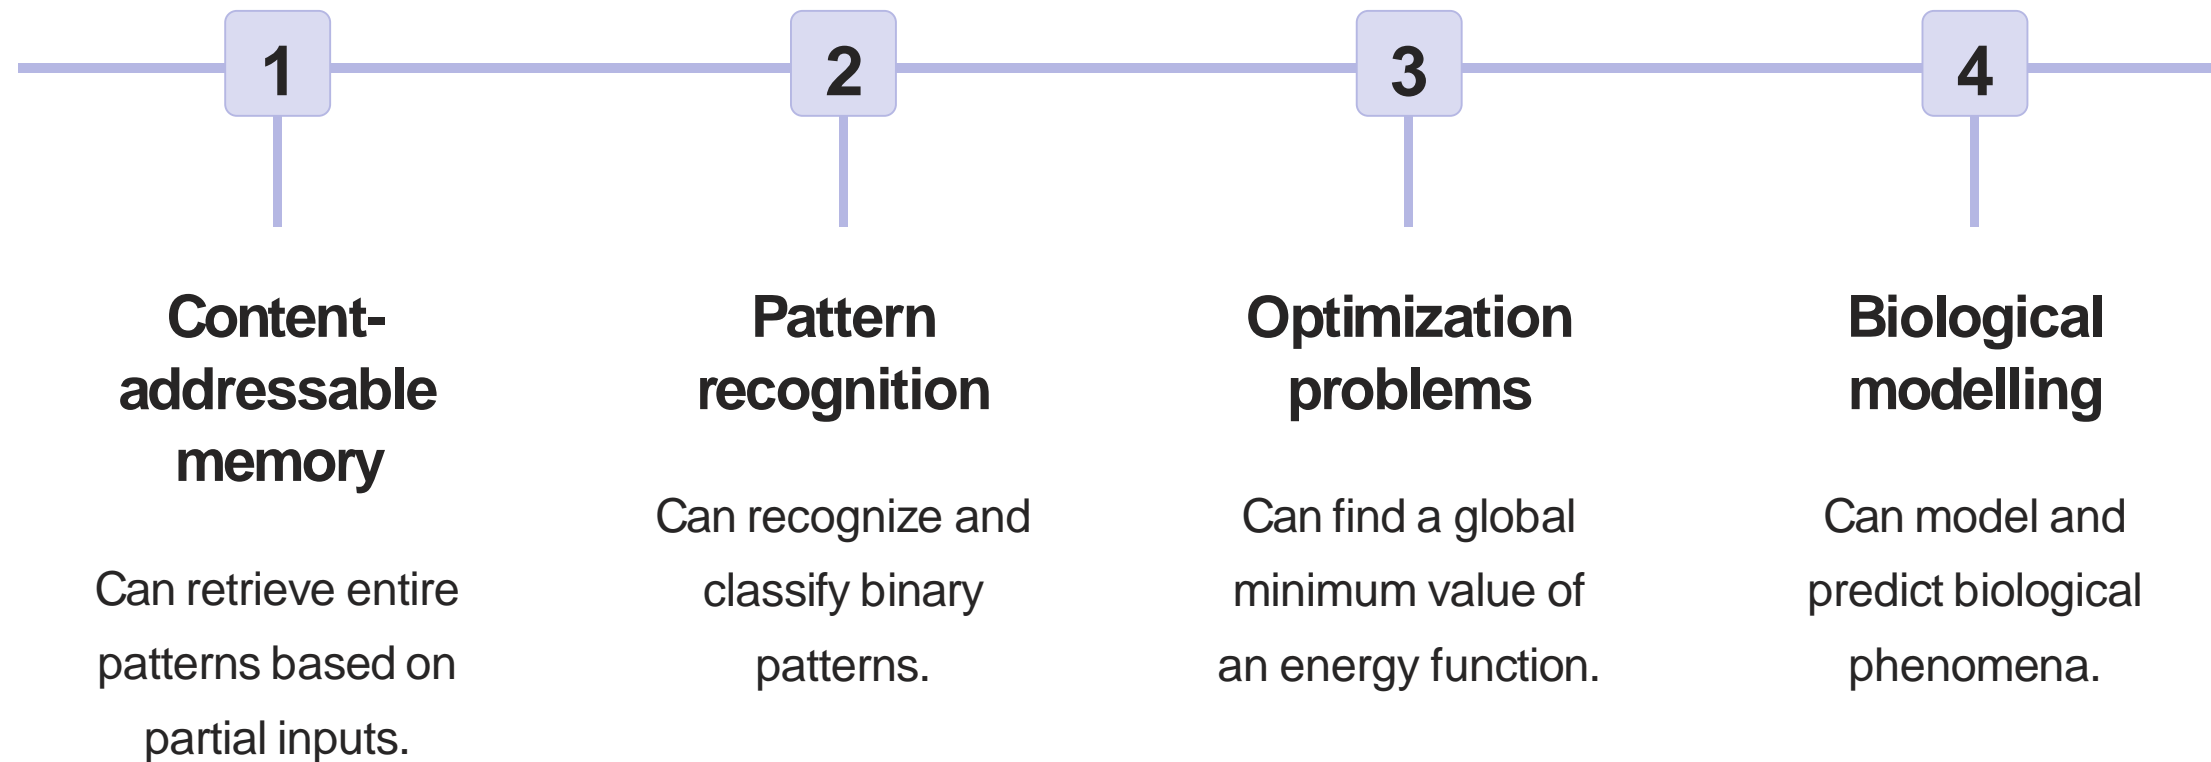 1
Content-
addressable
memory
Can retrieve entire
patterns based on
partial inputs.
2
Pattern
recognition
Can recognize and
classify binary
patterns.
3
Optimization
problems
Can find a global
minimum value of
an energy function.
4
Biological
modelling
Can model and
predict biological
phenomena.